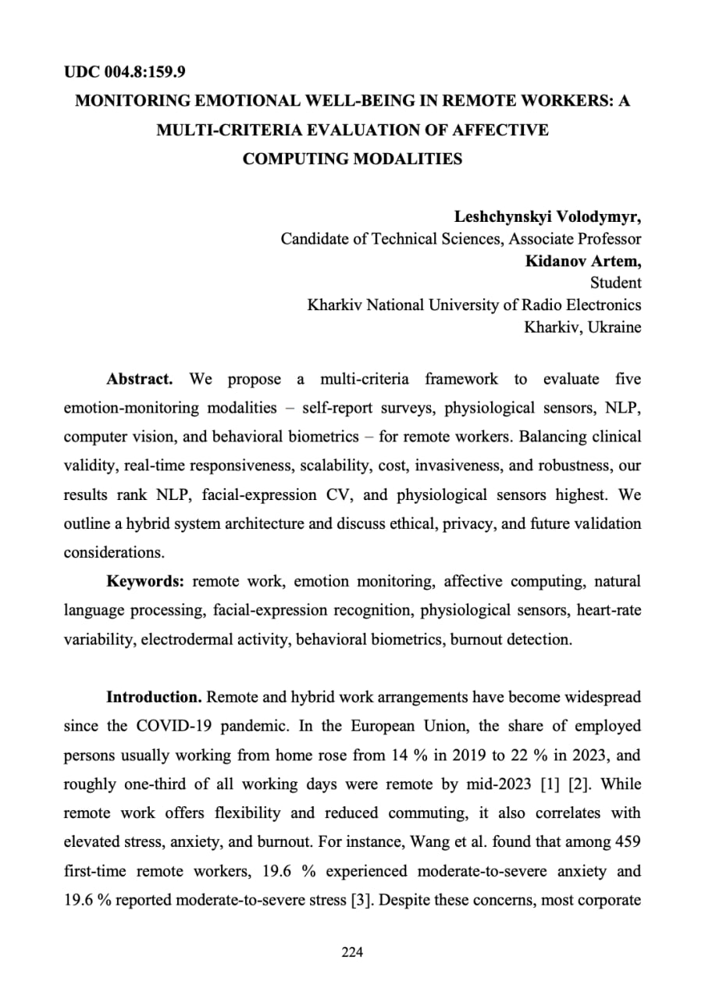 UDC 004.8:159.9
MONITORING EMOTIONAL WELL-BEING IN REMOTE WORKERS: A
MULTI-CRITERIA EVALUATION OF AFFECTIVE
COMPUTING MODALITIES
Leshchynskyi Volodymyr,
Candidate of Technical Sciences, Associate Professor
Kidanov Artem,
Student
Kharkiv National University of Radio Electronics
Kharkiv, Ukraine
Abstract. We propose a multi-criteria framework to evaluate five
emotion-monitoring modalities – self-report surveys, physiological sensors, NLP,
computer vision, and behavioral biometrics – for remote workers. Balancing clinical
validity, real-time responsiveness, scalability, cost, invasiveness, and robustness, our
results rank NLP, facial-expression CV, and physiological sensors highest. We
outline a hybrid system architecture and discuss ethical, privacy, and future validation
considerations.
Keywords: remote work, emotion monitoring, affective computing, natural
language processing, facial-expression recognition, physiological sensors, heart-rate
variability, electrodermal activity, behavioral biometrics, burnout detection.
Introduction. Remote and hybrid work arrangements have become widespread
since the COVID-19 pandemic. In the European Union, the share of employed
persons usually working from home rose from 14 % in 2019 to 22 % in 2023, and
roughly one-third of all working days were remote by mid-2023 [1] [2]. While
remote work offers flexibility and reduced commuting, it also correlates with
elevated stress, anxiety, and burnout. For instance, Wang et al. found that among 459
first-time remote workers, 19.6 % experienced moderate-to-severe anxiety and
19.6 % reported moderate-to-severe stress [3]. Despite these concerns, most corporate
224